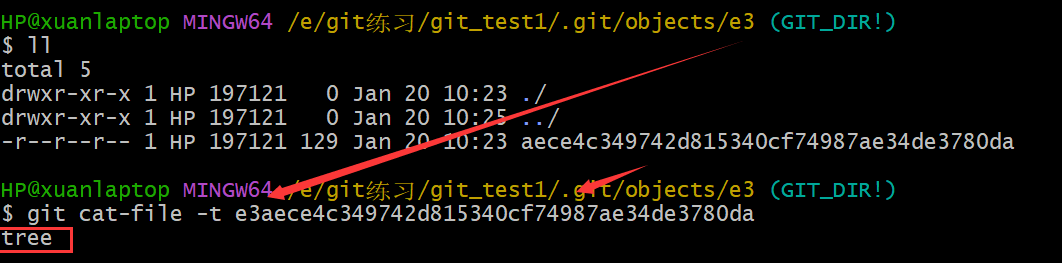 HP@xuanlaptop MINGW64 /e/git练习/git_test1/.git/objects/e3 (GIT_DIR!)
$ ll
total 5
drwxr-xr-x 1 HP 197121   0 Jan 20 10:23 ./
drwxr-xr-x 1 HP 197121   0 Jan 20 10:25 ../
-r--r--r-- 1 HP 197121 129 Jan 20 10:23 aece4c349742d815340cf74987ae34de3780da
HP@xuanlaptop MINGW64 /e/git练习/git_test1/.git/objects/e3 (GIT_DIR!)
$ git cat-file -t e3aece4c349742d815340cf74987ae34de3780da
tree